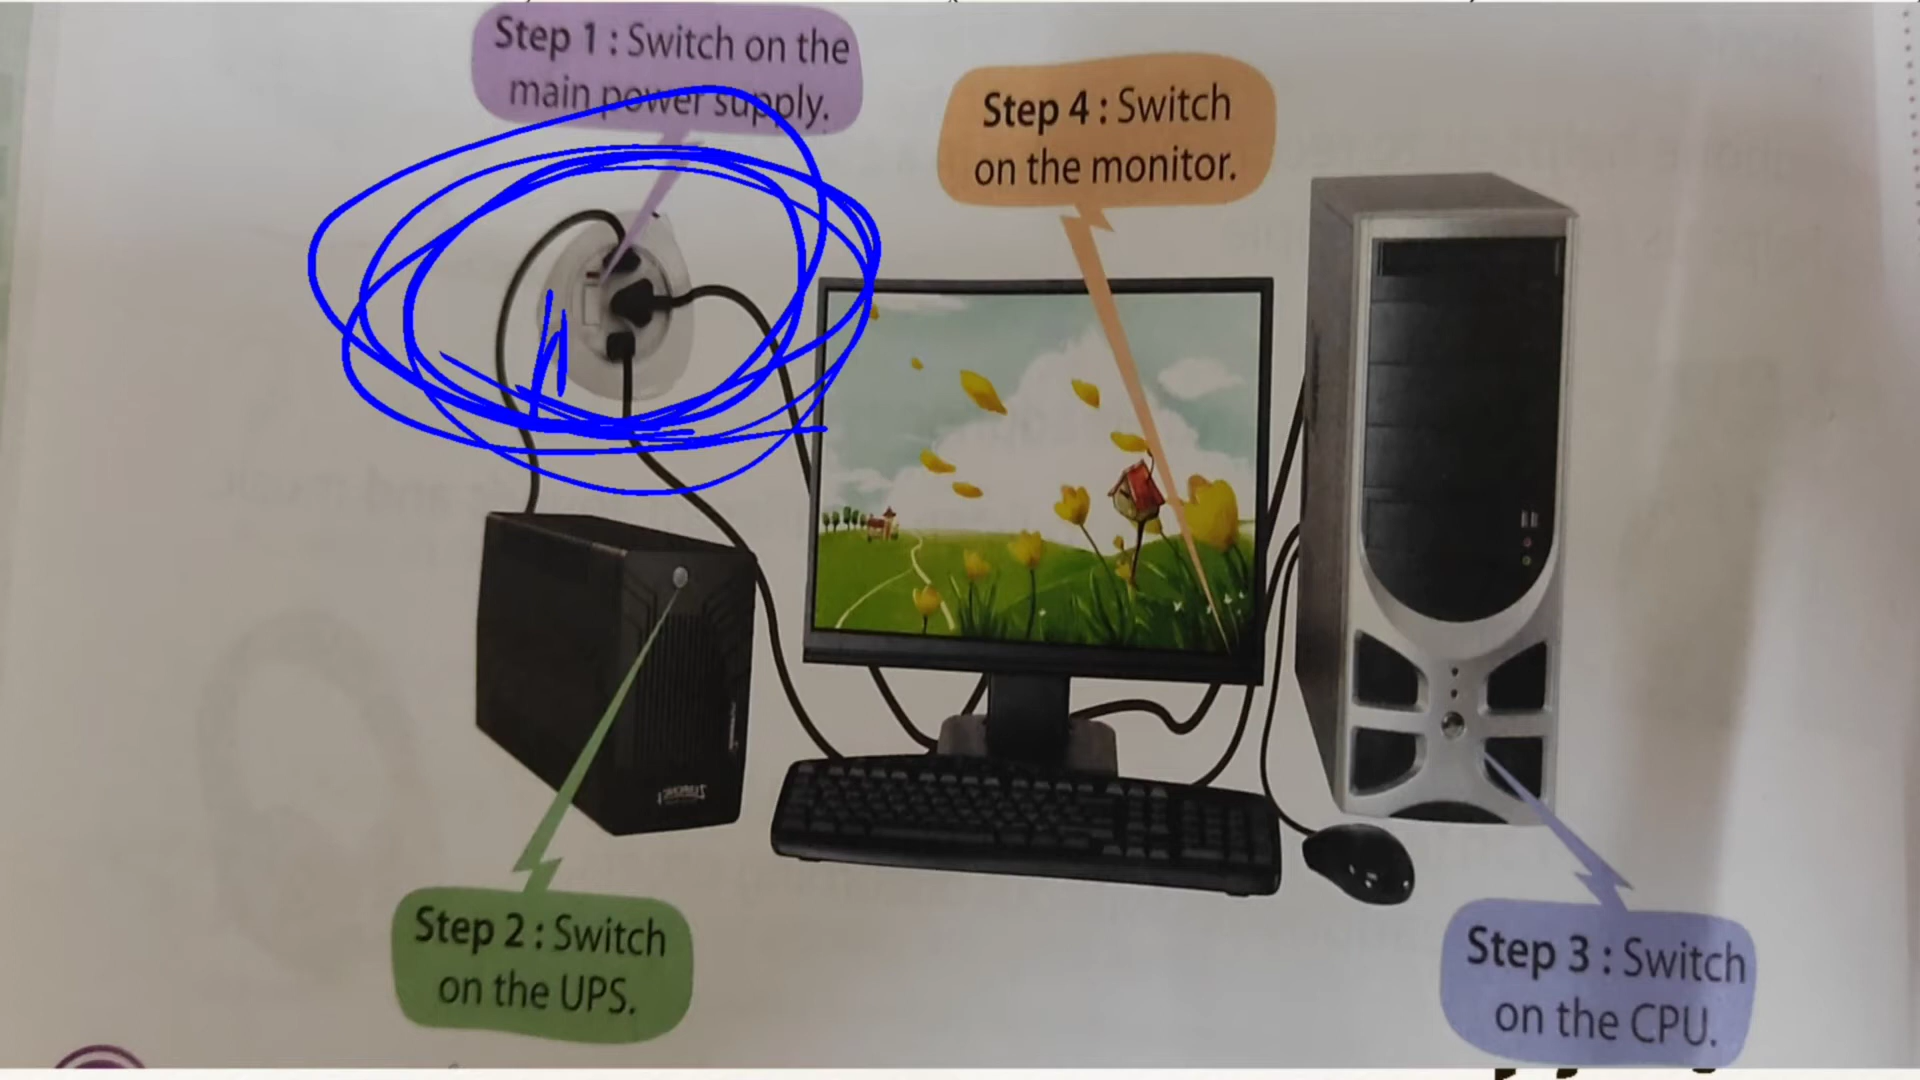 Step 1 : Switch on the
main power supply.
Step 4 : Switch
on the monitor.
Step 2 : Switch
on the UPS.
Step 3 : Switch
on the CPU.